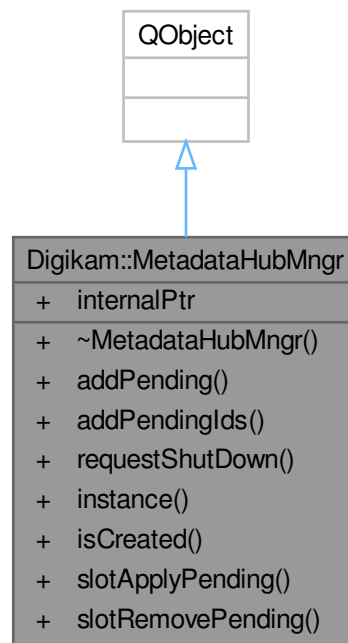 QObject
Digikam::MetadataHubMngr
+ internalPtr
+ ~MetadataHubMngr()
+ addPending()
+ addPendingIds()
+ requestShutDown()
+ instance()
+ isCreated()
+ slotApplyPending()
+ slotRemovePending()